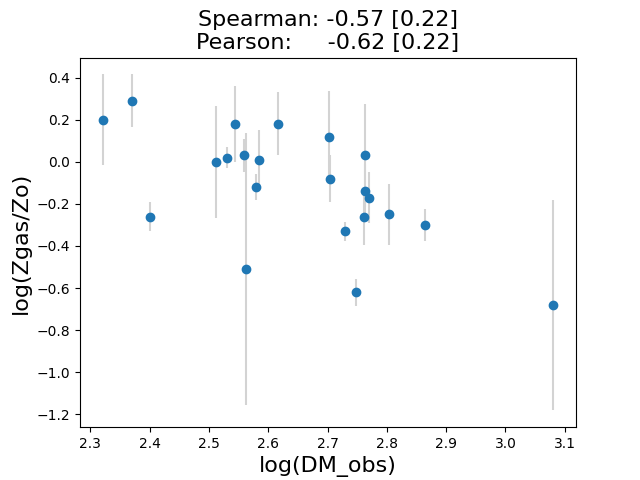 Spearman: -0.57 [0.22]
Pearson: -0.62 [0.22]
log(Zgas/Zo)
0.4
0.2
0.0
−0.2
−0.4
−0.6
−0.8
−1.0
−1.2
2.3 2.4 2.5 2.6 2.7 2.8 2.9 3.0 3.1
log(DM_obs)